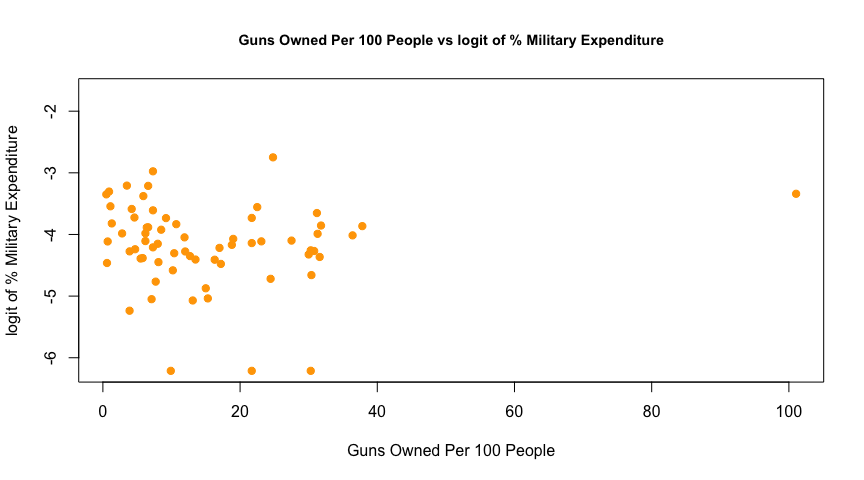 Guns Owned Per 100 People vs logit of % Military Expenditure
logit of % Military Expenditure
-2
-3
-4
-5
-6
0 20 40 60 80 100
Guns Owned Per 100 People